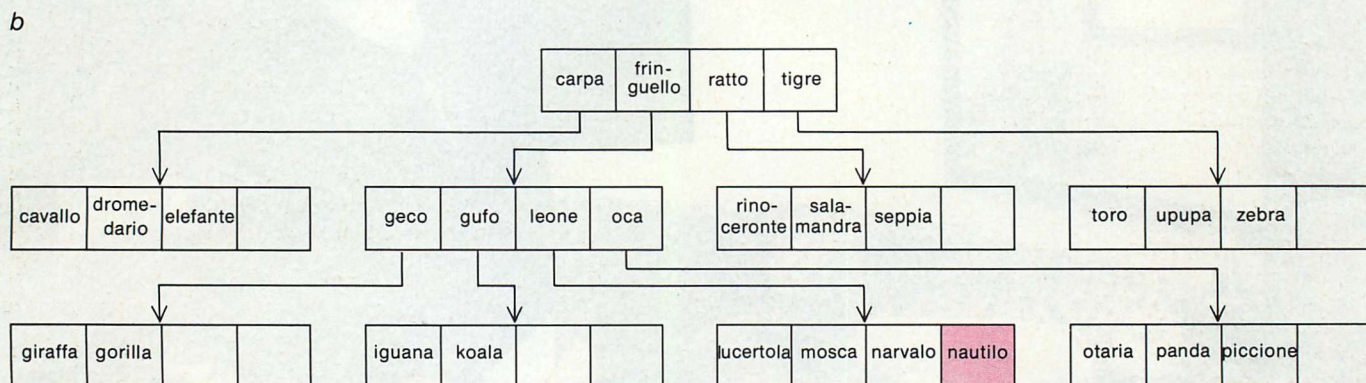 b
carpa frin-guello ratto tigre
cavallo drome-dario elefante geco gufo leone oca rino-ceronte sala-mandra seppia toro upupa zebra
giraffa gorilla iguana koala lucertola mosca narvalo nautilo otaria panda piccione